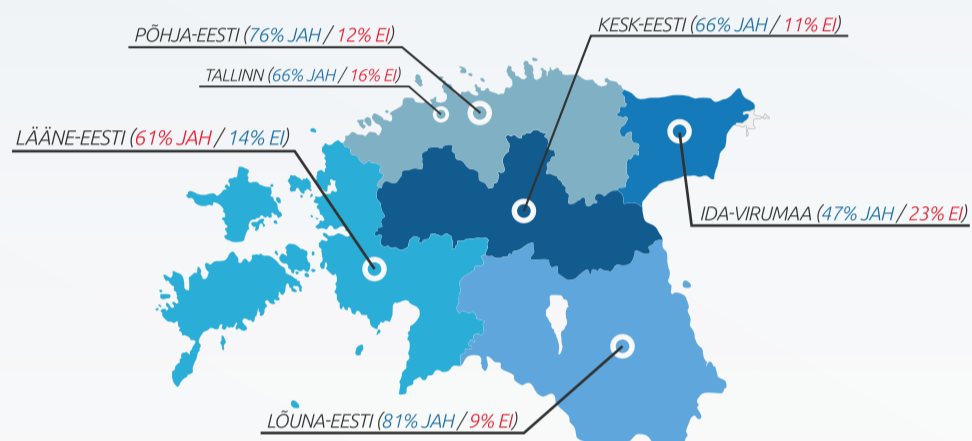 KESK-EESTI (66% JAH / 11% EI)
PÕHJA-EESTI (76% JAH / 12% EI)
TALLINN (66% JAH / 16% EI)
LÄÄNE-EESTI (61% JAH / 14% EI)
IDA-VIRUMAA (47% JAH / 23% EI)
LÕUNA-EESTI (81% JAH / 9% EI)